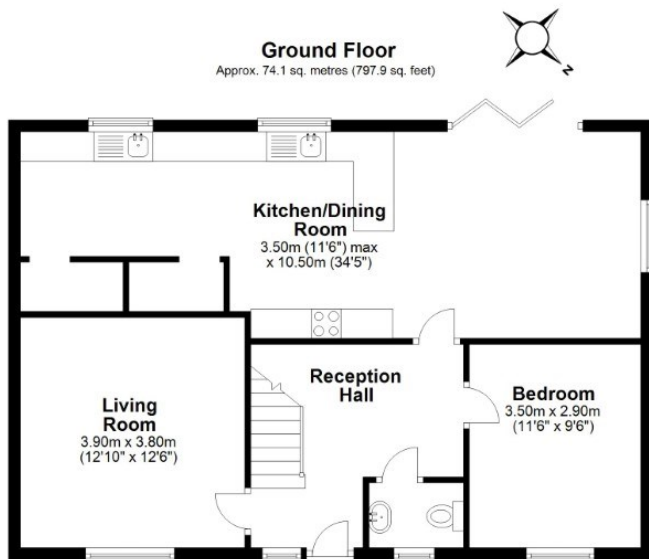 Ground Floor
Approx. 74.1 sq. metres (797.9 sq. feet)
N
Kitchen/Dining
Room
3.50m (11'6") max
x 10.50m (34'5")
Reception
Hall
Living
Room
3.90m x 3.80m
(12'10" x 12'6")
Bedroom
3.50m x 2.90m
(11'6" x 9'6")